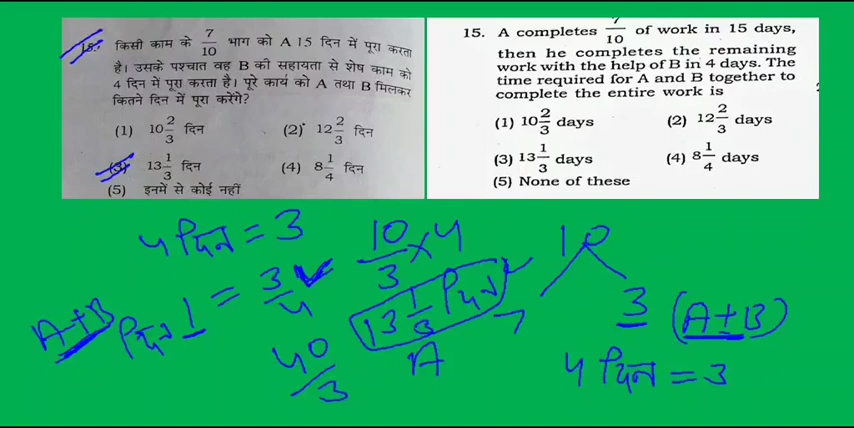 15. किसी काम के 7/10 भाग को A 15 दिन में पूरा करता
है। उसके पश्चात वह B की सहायता से शेष काम को
4 दिन में पूरा करता है। पूरे कार्य को A तथा B मिलकर
कितने दिन में पूरा करेंगे?
(1) 10 2/3 दिन (2) 12 2/3 दिन
(3) 13 1/3 दिन (4) 8 1/4 दिन
(5) इनमें से कोई नहीं
15. A completes 7/10 of work in 15 days,
then he completes the remaining
work with the help of B in 4 days. The
time required for A and B together to
complete the entire work is
(1) 10 2/3 days (2) 12 2/3 days
(3) 13 1/3 days (4) 8 1/4 days
(5) None of these
4 दिन = 3
A+B दिन 1 = 3/4
40/3
10/3 × 4
13 1/3 दिन
10
7 3 (A+B)
A 4 दिन = 3